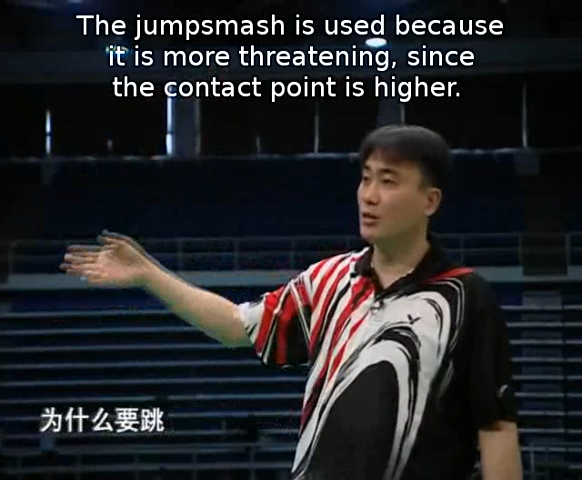 The jumpsmash is used because
it is more threatening, since
the contact point is higher.
为什么要跳